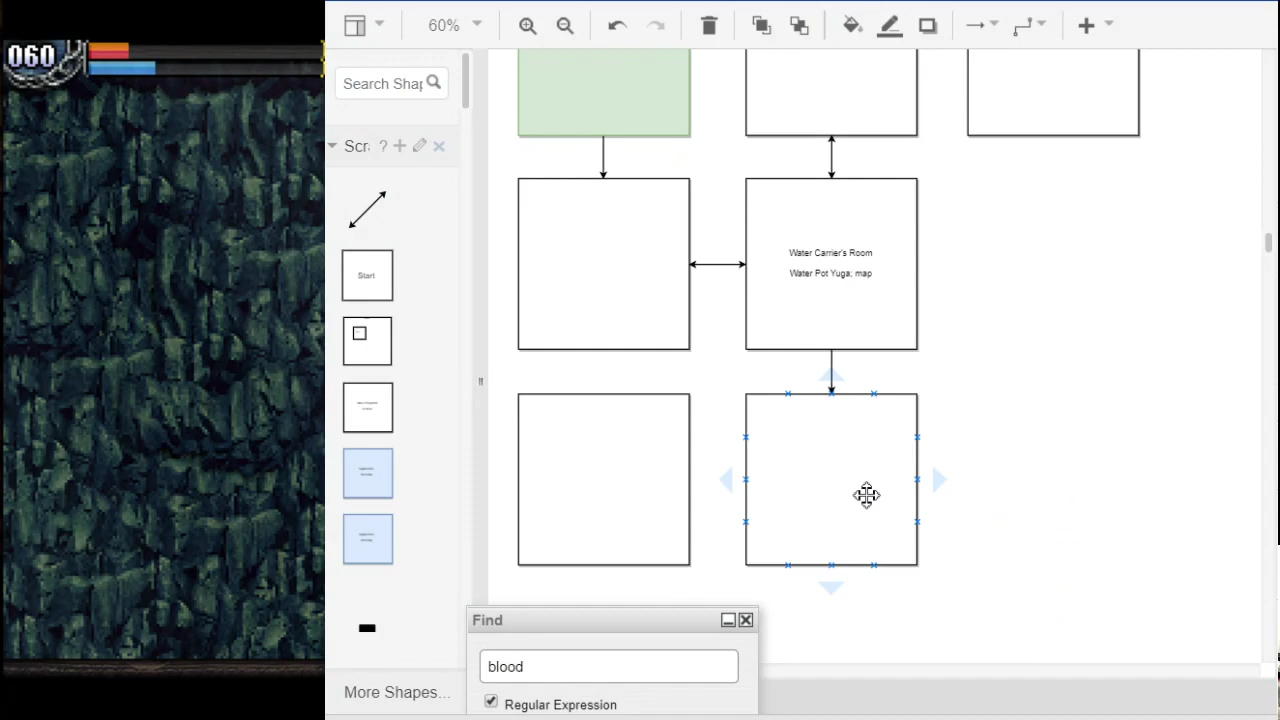 060
60%
Search Shap
Scr ?
Start
Water Carrier's Room
Water Pot Yuga; map
Find
blood
Regular Expression
More Shapes...